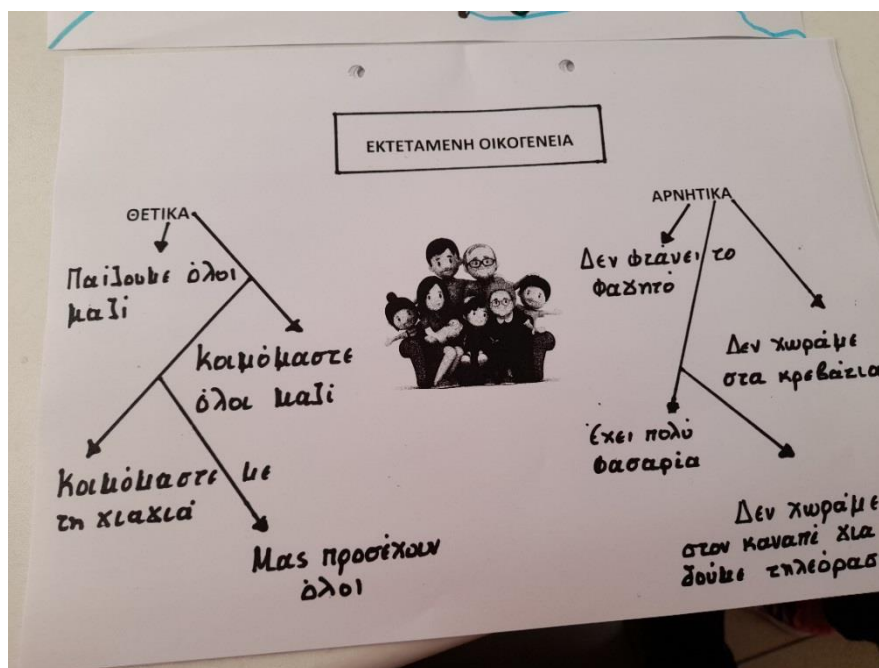 ΕΚΤΕΤΑΜΕΝΗ ΟΙΚΟΓΕΝΕΙΑ
ΘΕΤΙΚΑ
Παίζουμε όλοι
μαζί
Κοιμόμαστε
όλοι μαζί
Κοιμόμαστε με
τη γιαγιά
Μας προσέχουν
όλοι
ΑΡΝΗΤΙΚΑ
Δεν φτάνει το
φαγητό
Δεν χωράμε
στα κρεβάτια
Έχει πολύ
φασαρία
Δεν χωράμε
στον καναπέ για
δούμε τηλεόρασ